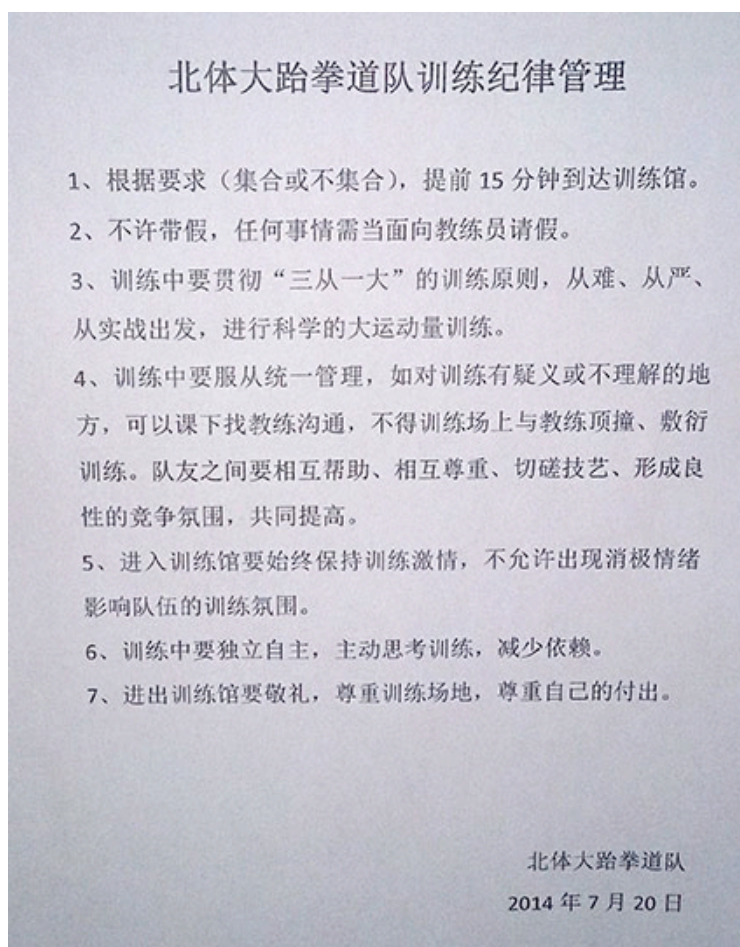 北体大跆拳道队训练纪律管理
1、根据要求（集合或不集合），提前 15 分钟到达训练馆。
2、不许带假，任何事情需当面向教练员请假。
3、训练中要贯彻“三从一大”的训练原则，从难、从严、
从实战出发，进行科学的大运动量训练。
4、训练中要服从统一管理，如对训练有疑义或不理解的地
方，可以课下找教练沟通，不得训练场上与教练顶撞、敷衍
训练。队友之间要相互帮助、相互尊重、切磋技艺、形成良
性的竞争氛围，共同提高。
5、进入训练馆要始终保持训练激情，不允许出现消极情绪
影响队伍的训练氛围。
6、训练中要独立自主，主动思考训练，减少依赖。
7、进出训练馆要敬礼，尊重训练场地，尊重自己的付出。
北体大跆拳道队
2014 年 7 月 20 日